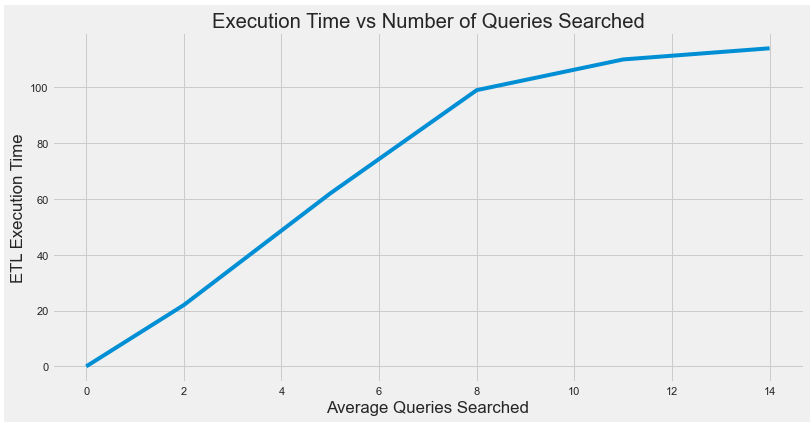 Execution Time vs Number of Queries Searched
ETL Execution Time
100
80
60
40
20
0
0 2 4 6 8 10 12 14
Average Queries Searched